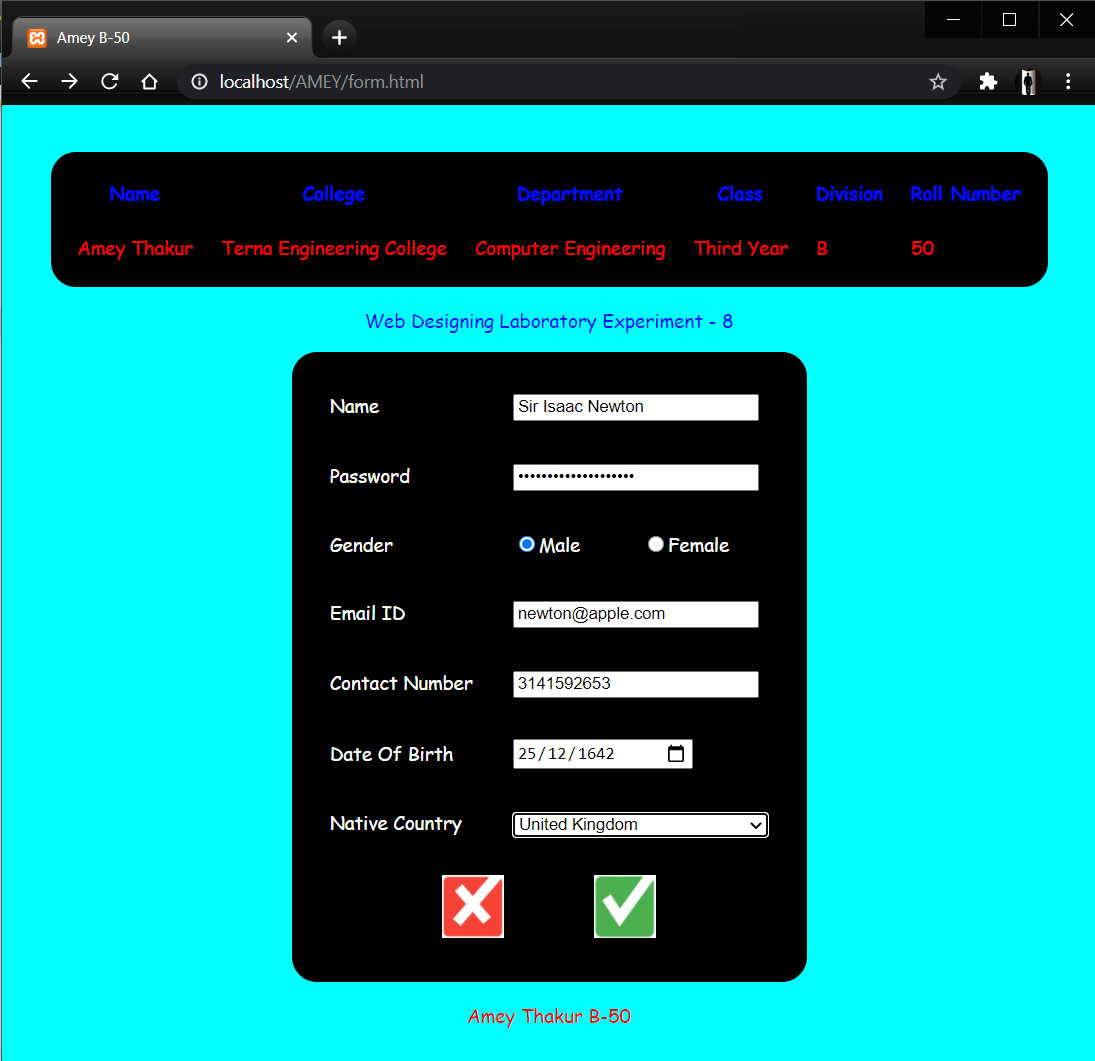 Amey B-50
localhost/AMEY/form.html
Name College Department Class Division Roll Number
Amey Thakur Terna Engineering College Computer Engineering Third Year B 50
Web Designing Laboratory Experiment - 8
Name Sir Isaac Newton
Password ••••••••••••••••••••
Gender Male Female
Email ID newton@apple.com
Contact Number 3141592653
Date Of Birth 25/12/1642
Native Country United Kingdom
Amey Thakur B-50